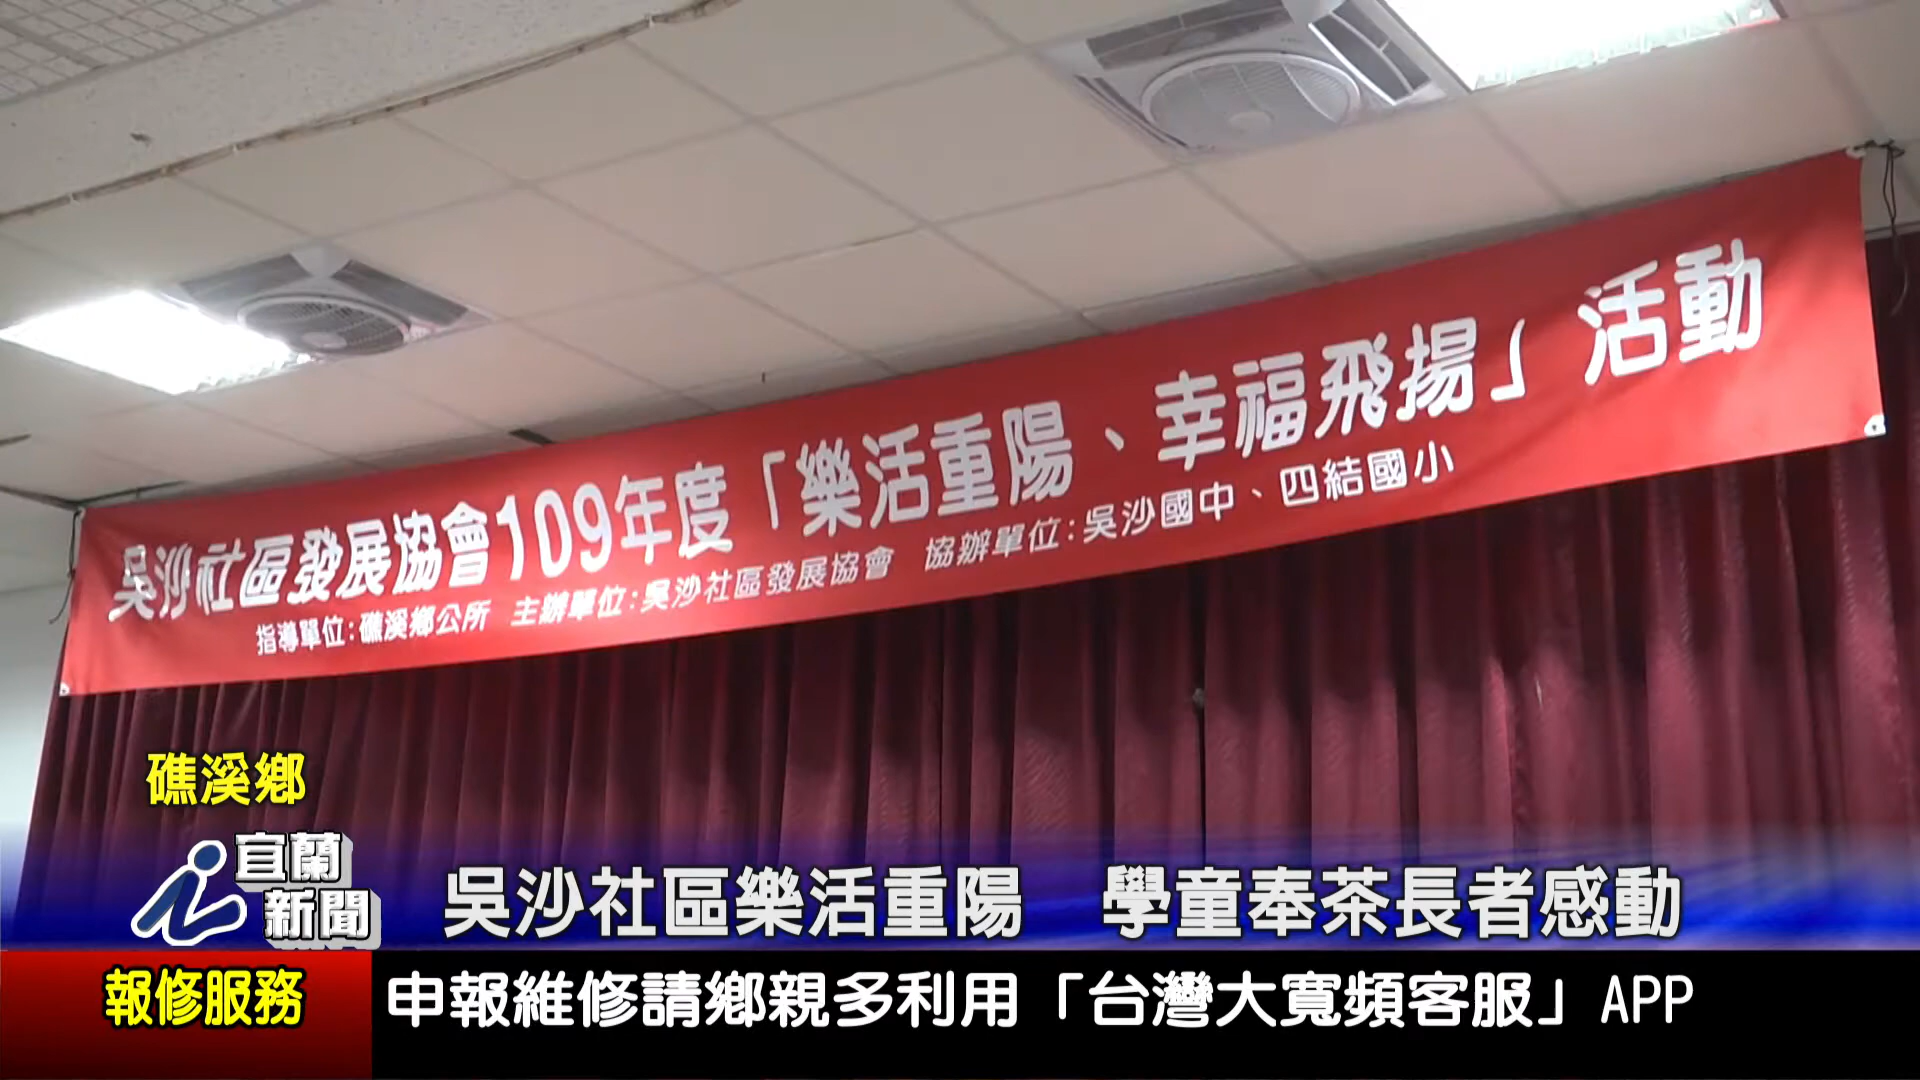 吳沙社區發展協會109年度「樂活重陽、幸福飛揚」活動
指導單位:礁溪鄉公所 主辦單位:吳沙社區發展協會 協辦單位:吳沙國中、四結國小
礁溪鄉
宜蘭
新聞
吳沙社區樂活重陽 學童奉茶長者感動
報修服務
申報維修請鄉親多利用「台灣大寬頻客服」APP